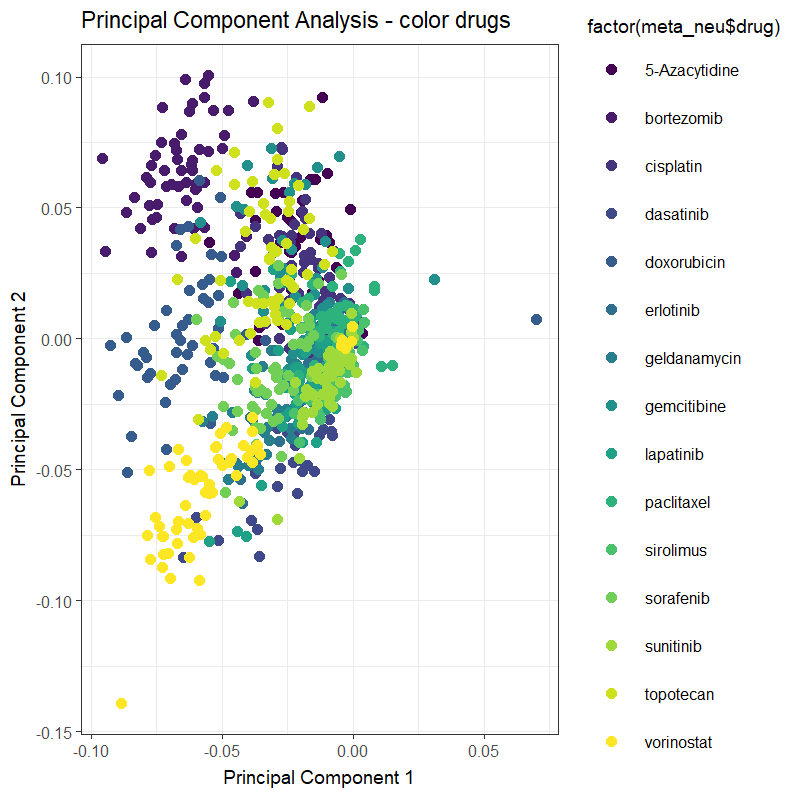 Principal Component Analysis - color drugs
factor(meta_neu$drug)
5-Azacytidine
bortezomib
cisplatin
dasatinib
doxorubicin
erlotinib
geldanamycin
gemcitibine
lapatinib
paclitaxel
sirolimus
sorafenib
sunitinib
topotecan
vorinostat
Principal Component 2
0.10
0.05
0.00
-0.05
-0.10
-0.15
-0.10
-0.05
0.00
0.05
Principal Component 1